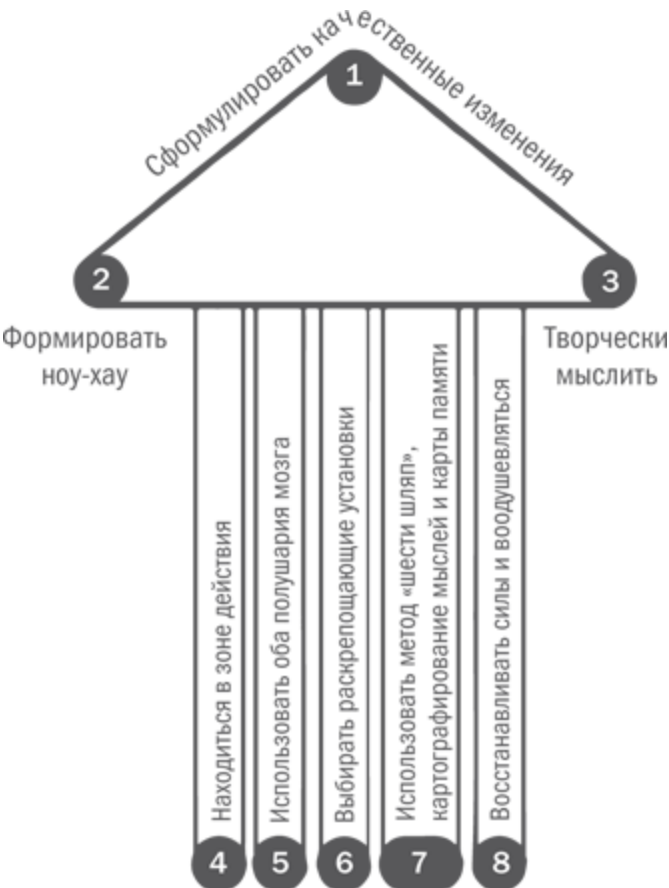 Сформулировать качественные изменения
1
2
3
Формировать
ноу-хау
Творчески
мыслить
Находиться в зоне действия
Использовать оба полушария мозга
Выбирать раскрепощающие установки
Использовать метод «шести шляп»,
картографирование мыслей и карты памяти
Восстанавливать силы и воодушевляться
4
5
6
7
8